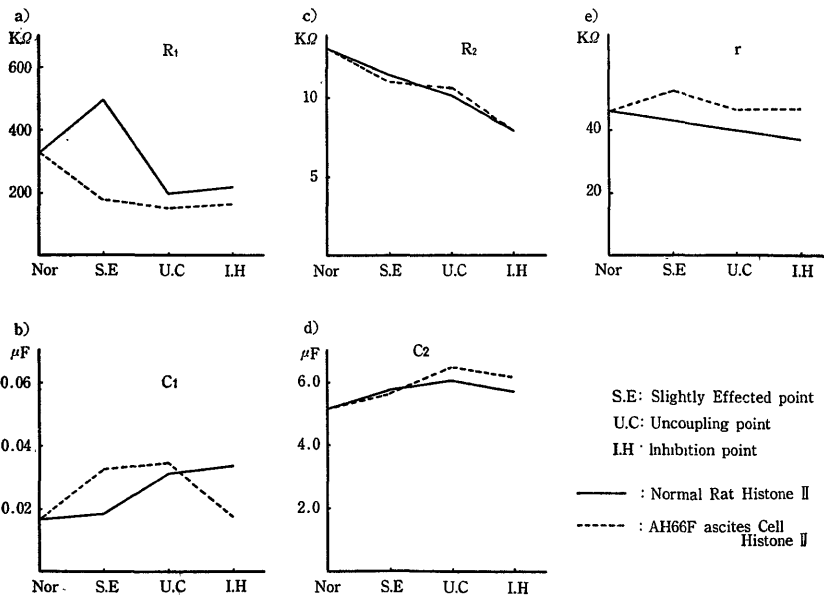 a)
KΩ
R1
600
400
200
Nor S.E U.C I.H
c)
KΩ
R2
10
5
Nor S.E U.C I.H
e)
KΩ
r
40
20
Nor S.E U.C I.H
b)
μF
C1
0.06
0.04
0.02
Nor S.E U.C I.H
d)
μF
C2
6.0
4.0
2.0
Nor S.E U.C I.H
S.E: Slightly Effected point
U.C: Uncoupling point
I.H : Inhibition point
: Normal Rat Histone II
: AH66F ascites Cell
Histone II